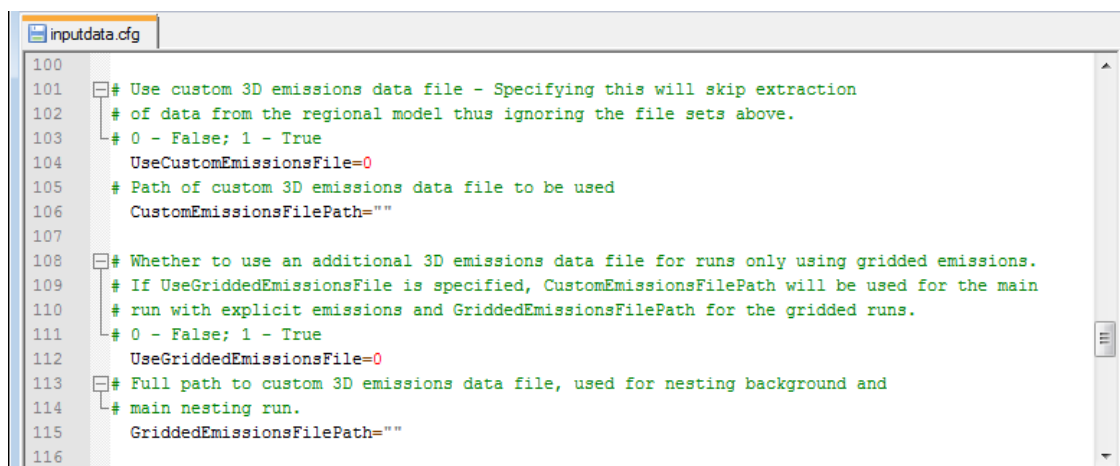 inputdata.cfg
100
101 # Use custom 3D emissions data file - Specifying this will skip extraction
102 # of data from the regional model thus ignoring the file sets above.
103 # 0 - False; 1 - True
104 UseCustomEmissionsFile=0
105 # Path of custom 3D emissions data file to be used
106 CustomEmissionsFilePath=""
107
108 # Whether to use an additional 3D emissions data file for runs only using gridded emissions.
109 # If UseGriddedEmissionsFile is specified, CustomEmissionsFilePath will be used for the main
110 # run with explicit emissions and GriddedEmissionsFilePath for the gridded runs.
111 # 0 - False; 1 - True
112 UseGriddedEmissionsFile=0
113 # Full path to custom 3D emissions data file, used for nesting background and
114 # main nesting run.
115 GriddedEmissionsFilePath=""
116